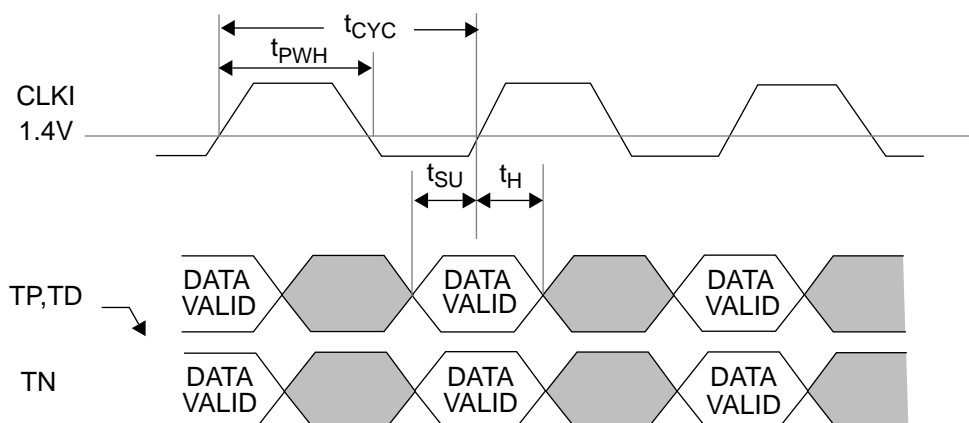 tCYC
tPWH
CLKI
1.4V
tSU
tH
TP,TD
DATA
VALID
DATA
VALID
DATA
VALID
TN
DATA
VALID
DATA
VALID
DATA
VALID